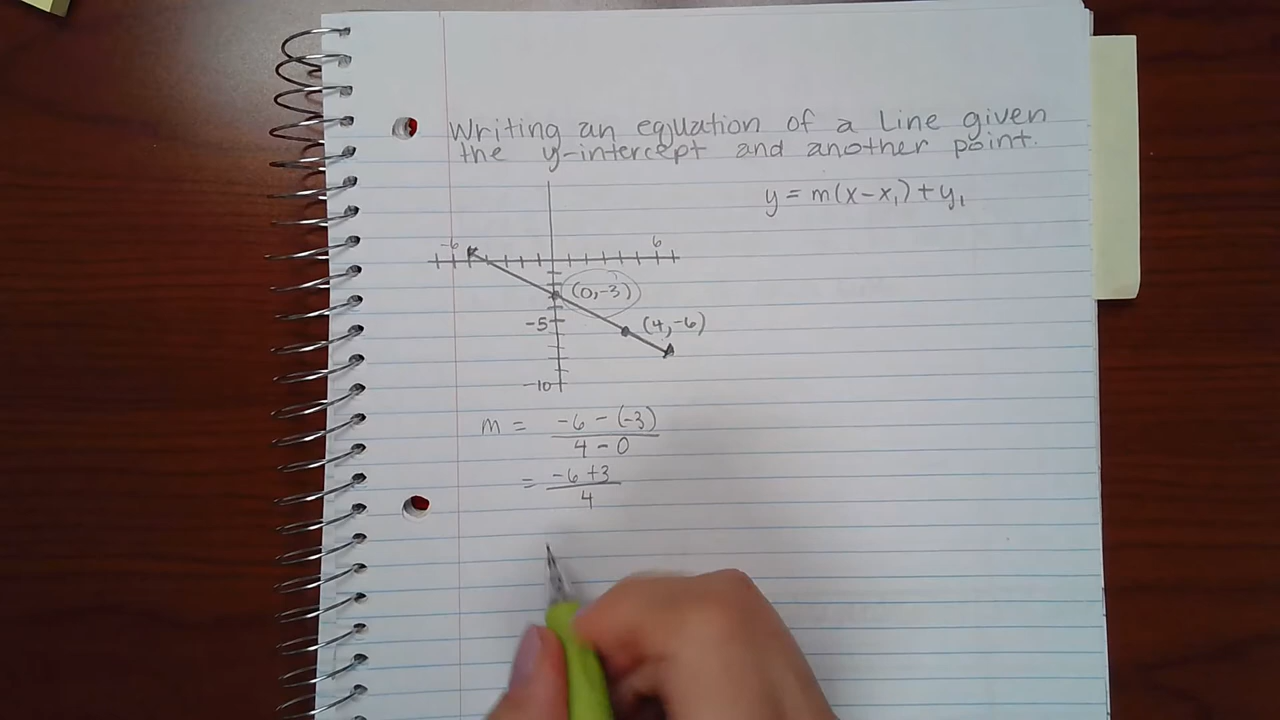 Writing an equation of a Line given
the y-intercept and another point.
y = m(x-x₁)+y₁
-6 6
(0,-3)
-5 (4,-6)
-10
m = -6 - (-3)
4 - 0
= -6 +3
4